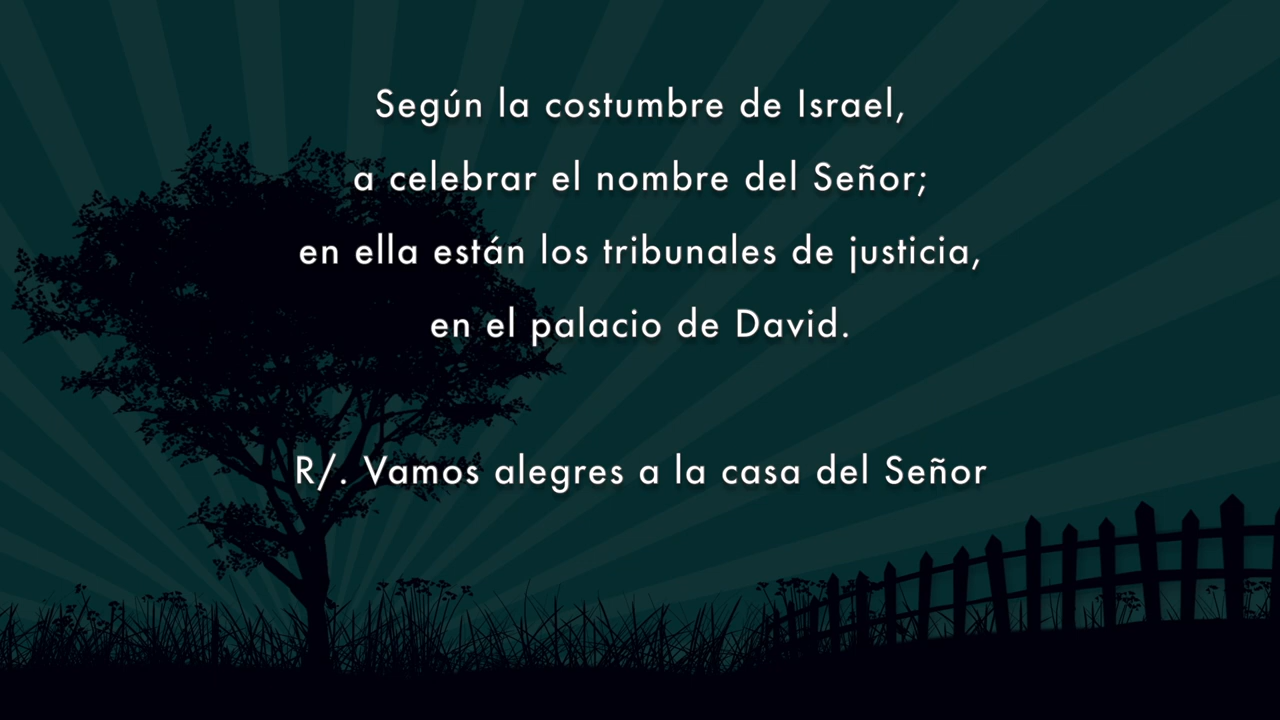 Según la costumbre de Israel,
a celebrar el nombre del Señor;
en ella están los tribunales de justicia,
en el palacio de David.
R/. Vamos alegres a la casa del Señor